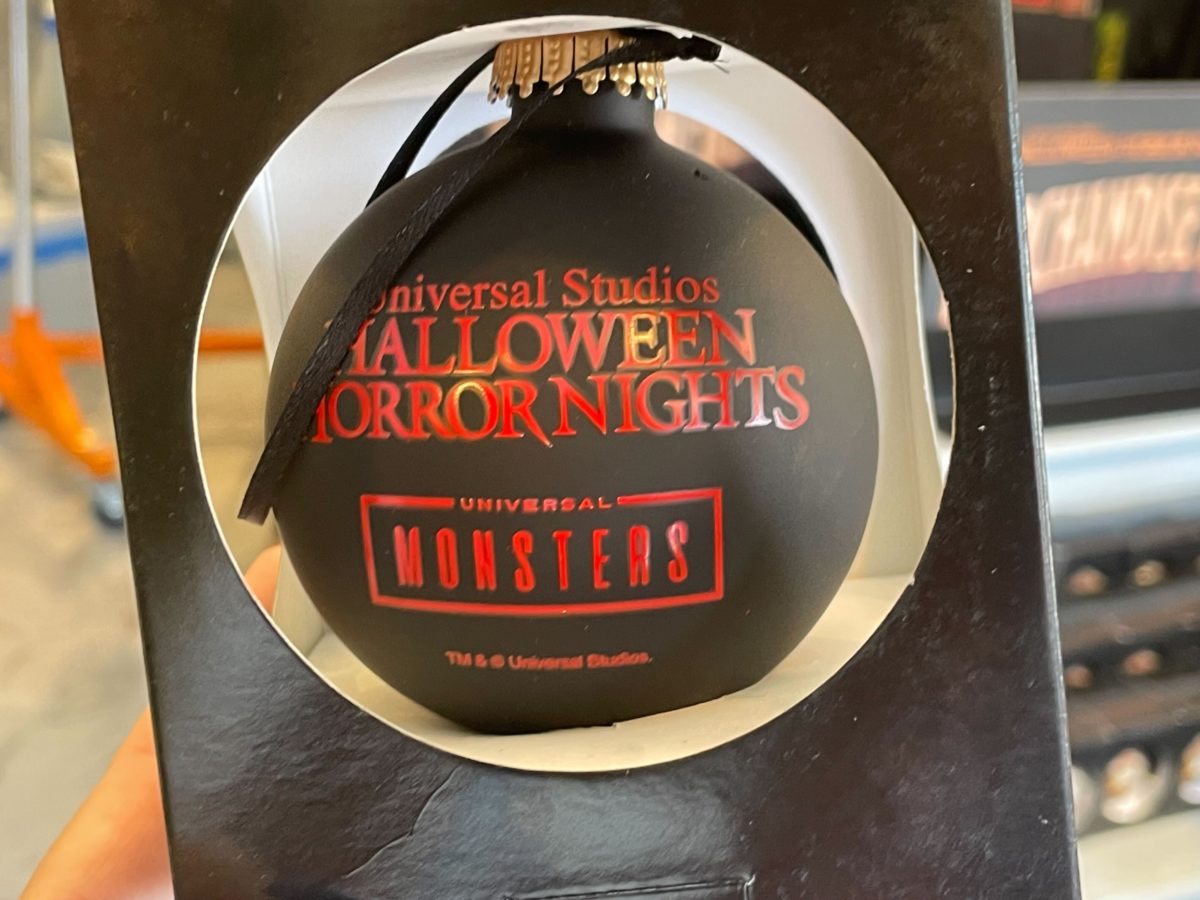 Universal Studios
HALLOWEEN
HORROR NIGHTS
UNIVERSAL
MONSTERS
TM & © Universal Studios.